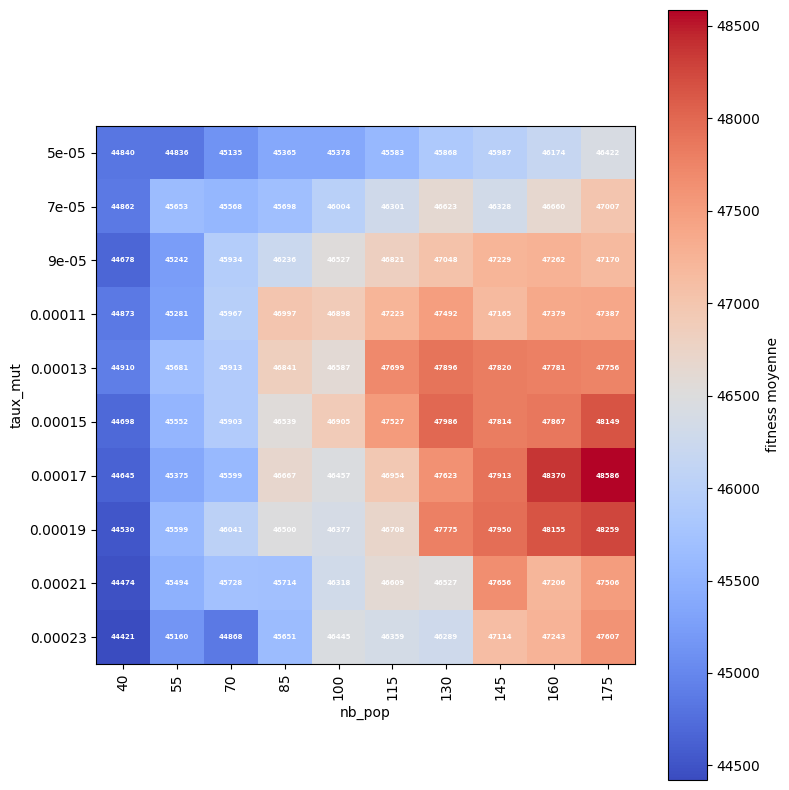 5e-05 44840 44836 45135 45365 45378 45583 45868 45987 46174 46422
7e-05 44862 45653 45568 45698 46004 46301 46623 46328 46660 47007
9e-05 44678 45242 45934 46236 46527 46821 47048 47229 47262 47170
0.00011 44873 45281 45967 46997 46898 47223 47492 47165 47379 47387
0.00013 44910 45681 45913 46841 46587 47699 47896 47820 47781 47756
0.00015 44698 45552 45903 46539 46905 47527 47986 47814 47867 48149
0.00017 44645 45375 45599 46667 46457 46954 47623 47913 48370 48586
0.00019 44530 45599 46041 46500 46377 46708 47775 47950 48155 48259
0.00021 44474 45494 45728 45714 46318 46609 46527 47656 47206 47506
0.00023 44421 45160 44868 45651 46445 46359 46289 47114 47243 47607
40 55 70 85 100 115 130 145 160 175
nb_pop
taux_mut
48500
48000
47500
47000
46500
46000
45500
45000
44500
fitness moyenne